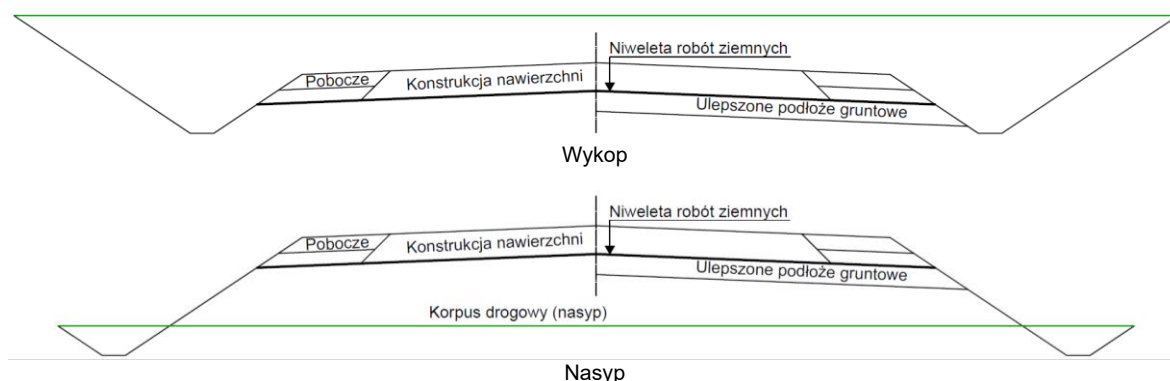 Niweleta robót ziemnych
Pobocze
Konstrukcja nawierzchni
Ulepszone podłoże gruntowe
Wykop
Niweleta robót ziemnych
Pobocze
Konstrukcja nawierzchni
Ulepszone podłoże gruntowe
Korpus drogowy (nasyp)
Nasyp